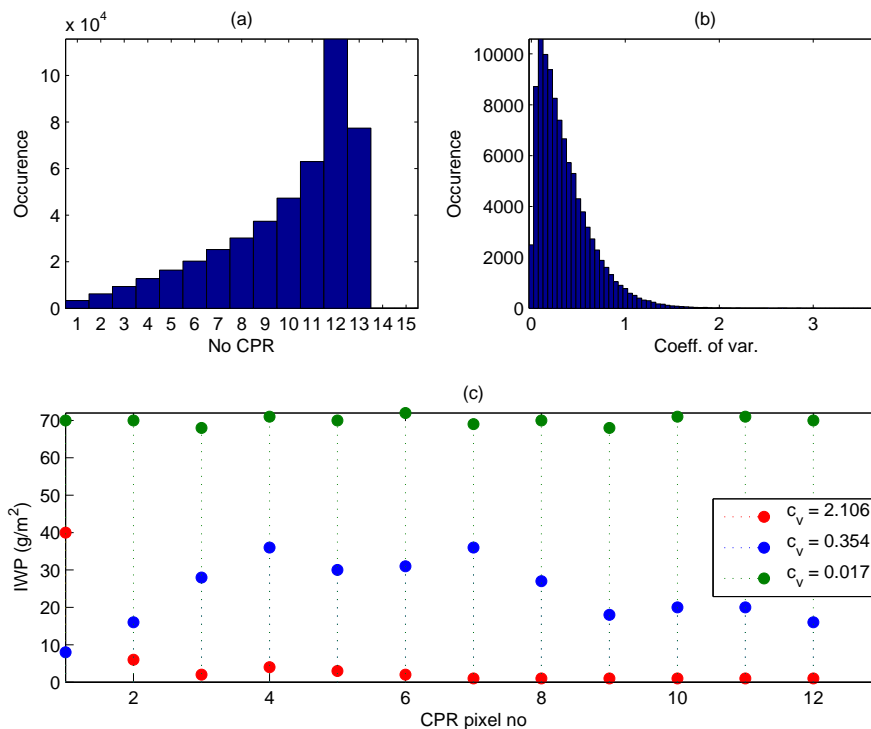 (a)
x 10^4
10
8
6
4
2
0
Occurence
1 2 3 4 5 6 7 8 9 10 11 12 13 14 15
No CPR
(b)
10000
8000
6000
4000
2000
0
Occurence
0 1 2 3
Coeff. of var.
(c)
70
60
50
40
30
20
10
0
IWP (g/m^2)
c_v = 2.106
c_v = 0.354
c_v = 0.017
2 4 6 8 10 12
CPR pixel no